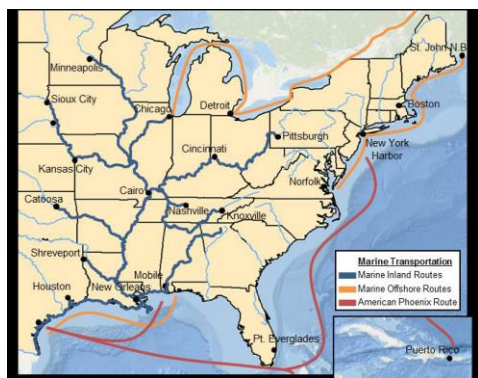 St. John N.B.
Minneapolis
Sioux City
Chicago
Detroit
Boston
Pittsburgh
Cincinnati
New York
Harbor
Kansas City
Cairo
Norfolk
Catoosa
Nashville
Knoxville
Shreveport
Mobile
Houston
New Orleans
Marine Transportation
Marine Inland Routes
Marine Offshore Routes
American Phoenix Route
Pt. Everglades
Puerto Rico